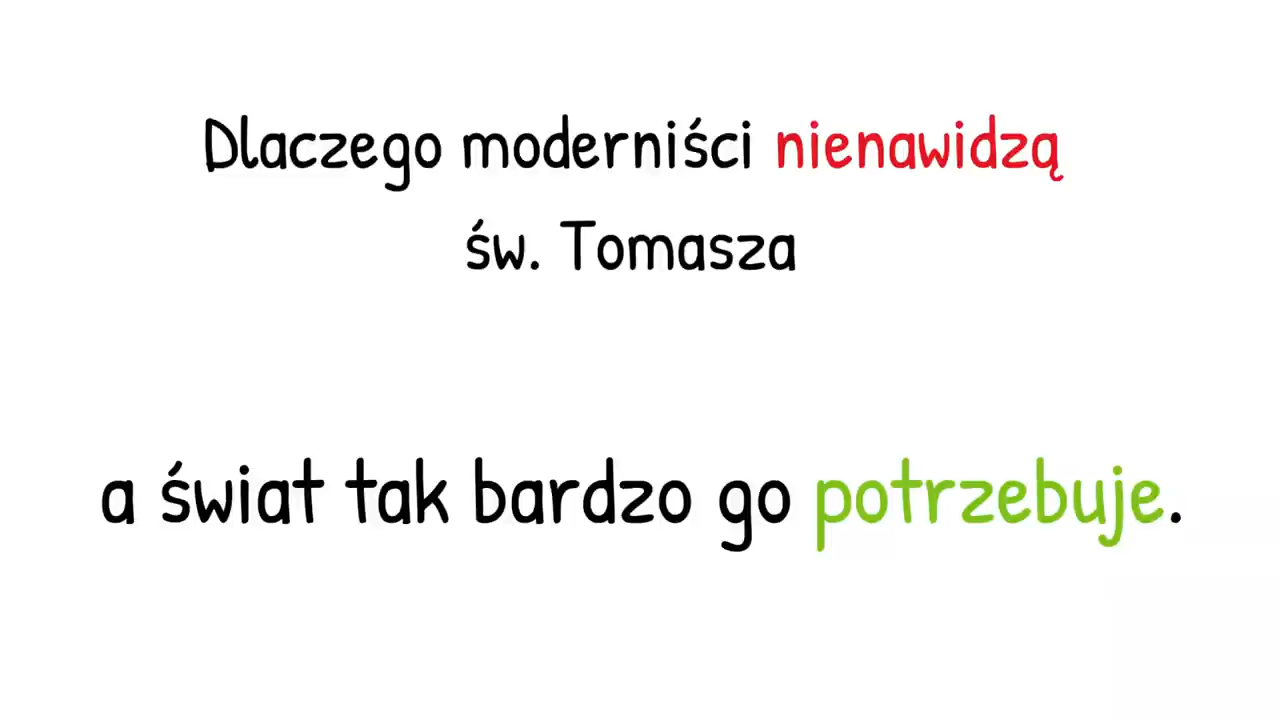 Dlaczego moderniści nienawidzą
św. Tomasza
a świat tak bardzo go potrzebuje.